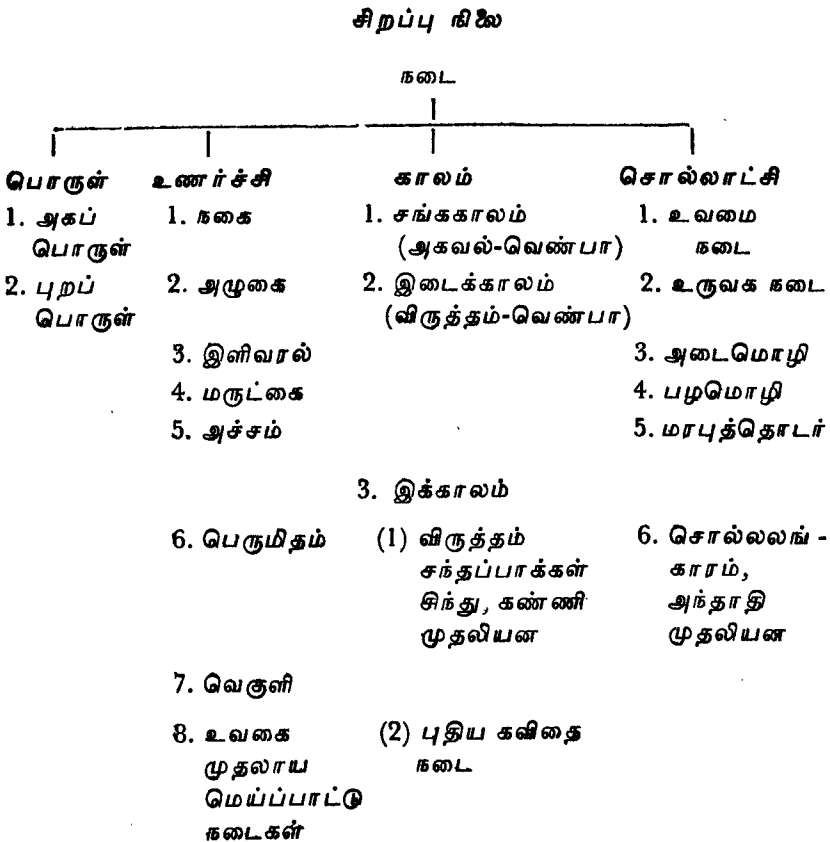 சிறப்பு நிலை
நடை
பொருள் உணர்ச்சி காலம் சொல்லாட்சி
1. அகப் 1. நகை 1. சங்ககாலம் 1. உவமை
பொருள் (அகவல்-வெண்பா) நடை
2. புறப் 2. அழுகை 2. இடைக்காலம் 2. உருவக நடை
பொருள் (விருத்தம்-வெண்பா)
3. இளிவரல் 3. அடைமொழி
4. மருட்கை 4. பழமொழி
5. அச்சம் 5. மரபுத்தொடர்
3. இக்காலம்
6. பெருமிதம் (1) விருத்தம் 6. சொல்லலங் -
சந்தப்பாக்கள் காரம்,
சிந்து, கண்ணி அந்தாதி
முதலியன முதலியன
7. வெகுளி
8. உவகை (2) புதிய கவிதை
முதலாய நடை
மெய்ப்பாட்டு
நடைகள்